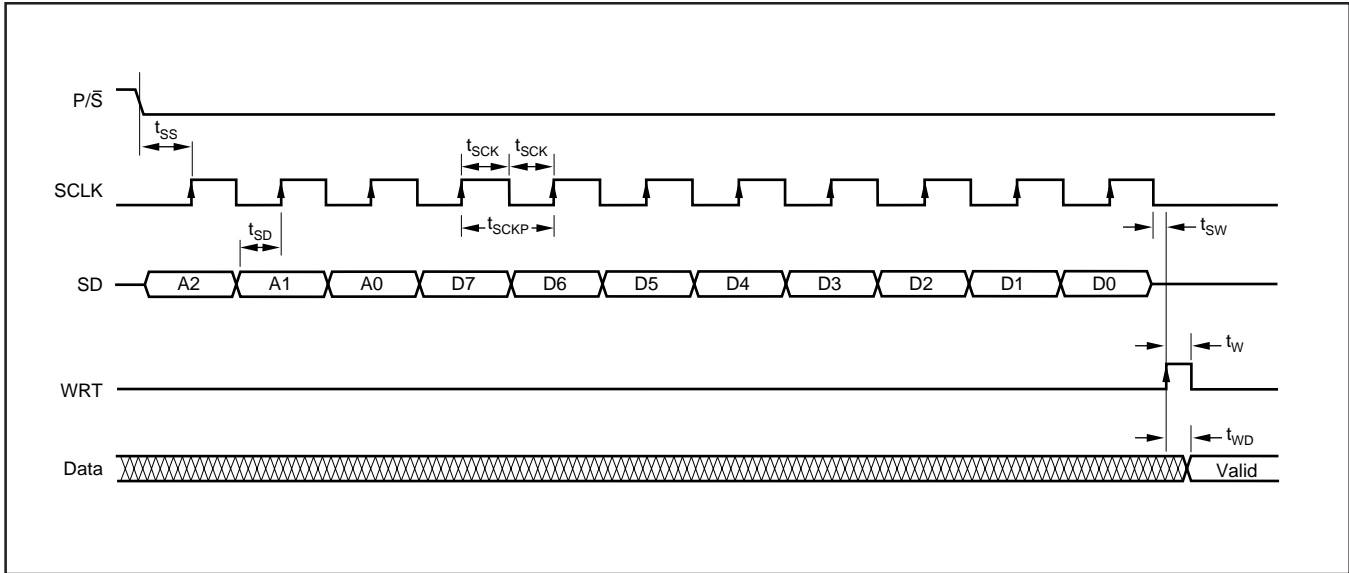 P/S̅
tSS
tSCK tSCK
SCLK
tSD
tSCKP
tSW
SD A2 A1 A0 D7 D6 D5 D4 D3 D2 D1 D0
tW
WRT
tWD
Data Valid